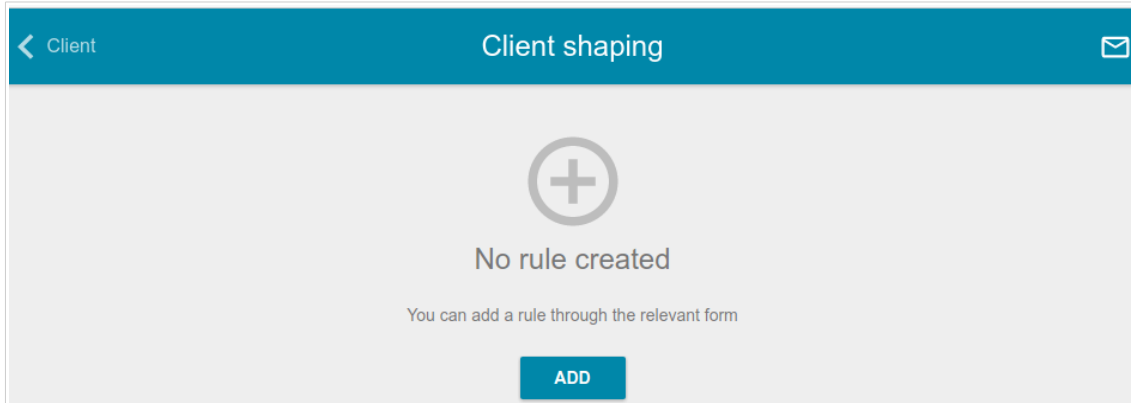 Client
Client shaping
No rule created
You can add a rule through the relevant form
ADD